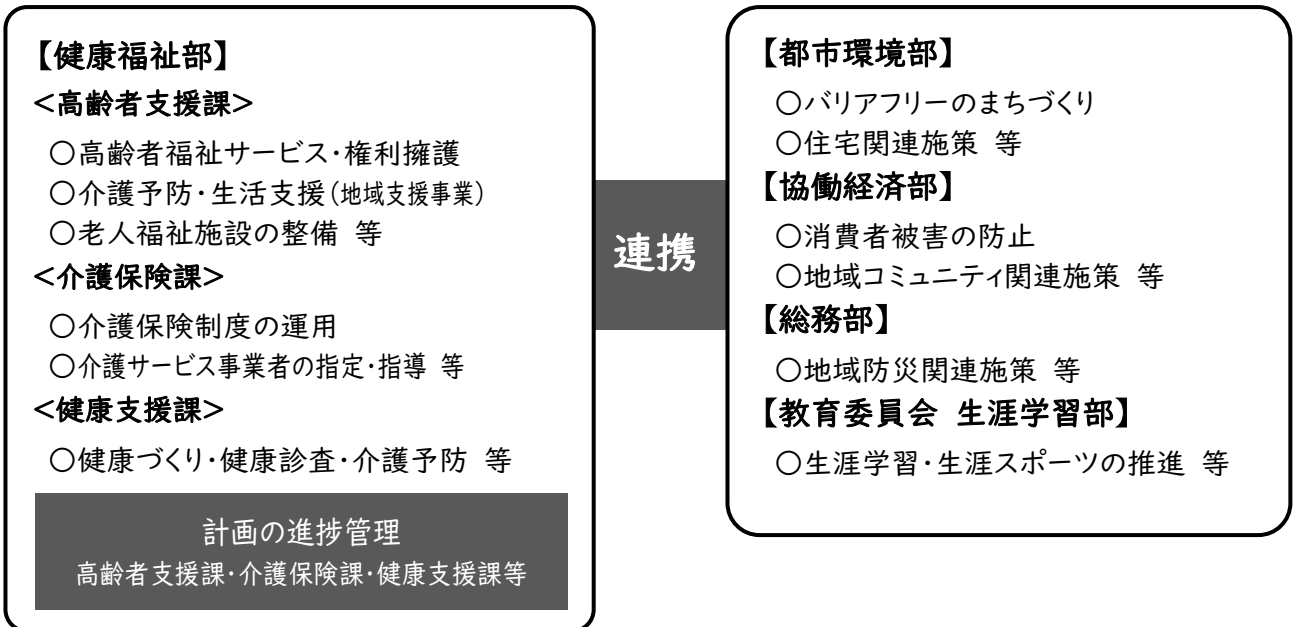 【健康福祉部】
<高齢者支援課>
○高齢者福祉サービス・権利擁護
○介護予防・生活支援(地域支援事業)
○老人福祉施設の整備 等
<介護保険課>
○介護保険制度の運用
○介護サービス事業者の指定・指導 等
<健康支援課>
○健康づくり・健康診査・介護予防 等
計画の進捗管理
高齢者支援課・介護保険課・健康支援課等
連携
【都市環境部】
○バリアフリーのまちづくり
○住宅関連施策 等
【協働経済部】
○消費者被害の防止
○地域コミュニティ関連施策 等
【総務部】
○地域防災関連施策 等
【教育委員会 生涯学習部】
○生涯学習・生涯スポーツの推進 等